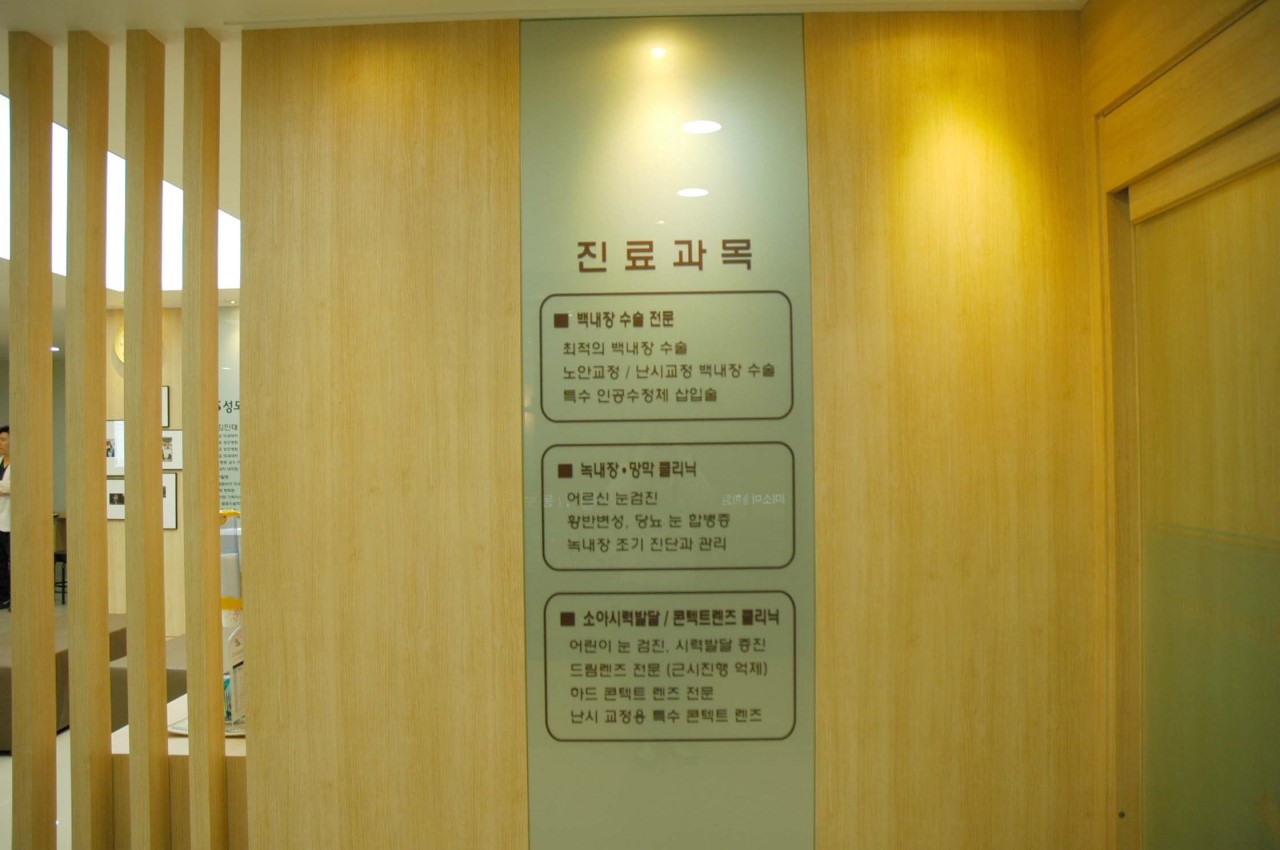 진료과목
■ 백내장 수술 전문
최적의 백내장 수술
노안교정 / 난시교정 백내장 수술
특수 인공수정체 삽입술
■ 녹내장•망막 클리닉
어르신 눈검진
황반변성, 당뇨 눈 합병증
녹내장 조기 진단과 관리
■ 소아시력발달 / 콘텍트렌즈 클리닉
어린이 눈 검진, 시력발달 증진
드림렌즈 전문 (근시진행 억제)
하드 콘텍트 렌즈 전문
난시 교정용 특수 콘텍트 렌즈